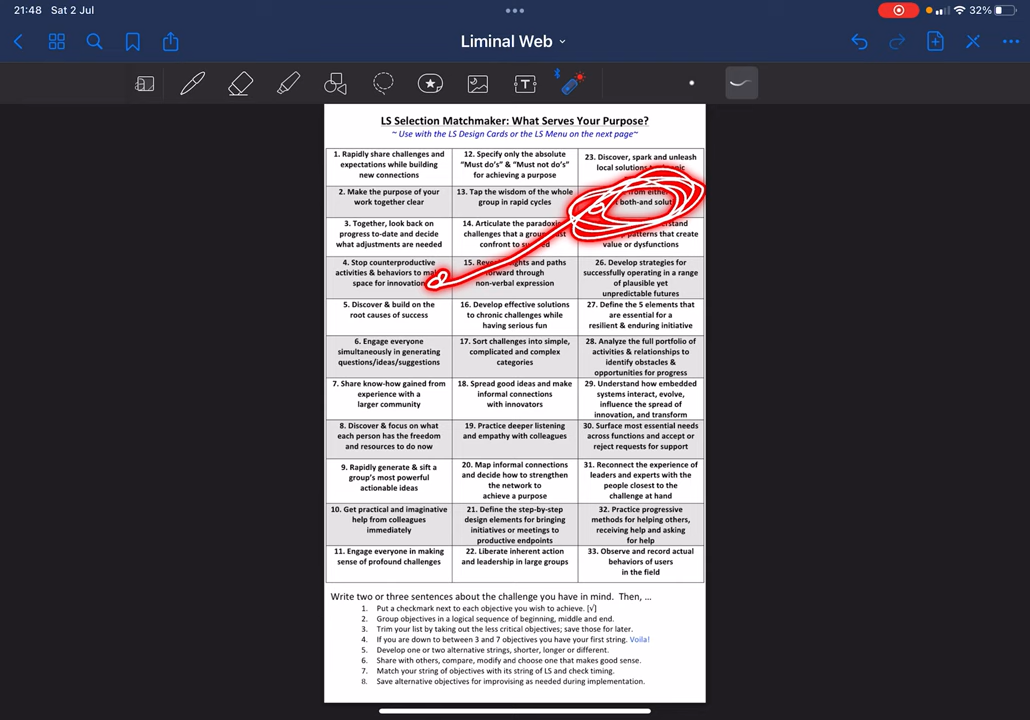 21:48 Sat 2 Jul
32%
Liminal Web
T
LS Selection Matchmaker: What Serves Your Purpose?
~ Use with the LS Design Cards or the LS Menu on the next page~
1. Rapidly share challenges and
expectations while building
new connections
12. Specify only the absolute
“Must do’s” & “Must not do’s”
for achieving a purpose
23. Discover, spark and unleash
local solutions
2. Make the purpose of your
work together clear
13. Tap the wisdom of the whole
group in rapid cycles
from
both-and
3. Together, look back on
progress to-date and decide
what adjustments are needed
14. Articulate the paradoxical
challenges that a group must
confront to succeed
patterns that create
value or dysfunctions
4. Stop counterproductive
activities & behaviors to make
space for innovation
15. Reveal insights and paths
forward through
non-verbal expression
26. Develop strategies for
successfully operating in a range
of plausible yet
unpredictable futures
5. Discover & build on the
root causes of success
16. Develop effective solutions
to chronic challenges while
having serious fun
27. Define the 5 elements that
are essential for a
resilient & enduring initiative
6. Engage everyone
simultaneously in generating
questions/ideas/suggestions
17. Sort challenges into simple,
complicated and complex
categories
28. Analyze the full portfolio of
activities & relationships to
identify obstacles &
opportunities for progress
7. Share know-how gained from
experience with a
larger community
18. Spread good ideas and make
informal connections
with innovators
29. Understand how embedded
systems interact, evolve,
influence the spread of
innovation, and transform
8. Discover & focus on what
each person has the freedom
and resources to do now
19. Practice deeper listening
and empathy with colleagues
30. Surface most essential needs
across functions and accept or
reject requests for support
9. Rapidly generate & sift a
group’s most powerful
actionable ideas
20. Map informal connections
and decide how to strengthen
the network to
achieve a purpose
31. Reconnect the experience of
leaders and experts with the
people closest to the
challenge at hand
10. Get practical and imaginative
help from colleagues
immediately
21. Define the step-by-step
design elements for bringing
initiatives or meetings to
productive endpoints
32. Practice progressive
methods for helping others,
receiving help and asking
for help
11. Engage everyone in making
sense of profound challenges
22. Liberate inherent action
and leadership in large groups
33. Observe and record actual
behaviors of users
in the field
Write two or three sentences about the challenge you have in mind. Then, …
1. Put a checkmark next to each objective you wish to achieve. [√]
2. Group objectives in a logical sequence of beginning, middle and end.
3. Trim your list by taking out the less critical objectives; save those for later.
4. If you are down to between 3 and 7 objectives you have your first string. Voila!
5. Develop one or two alternative strings, shorter, longer or different.
6. Share with others, compare, modify and choose one that makes good sense.
7. Match your string of objectives with its string of LS and check timing.
8. Save alternative objectives for improvising as needed during implementation.